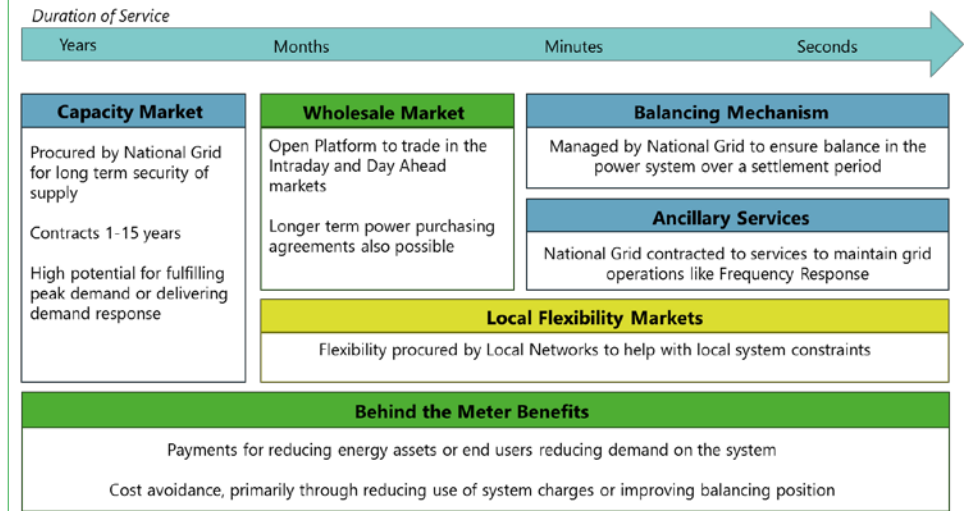 Duration of Service
Years Months Minutes Seconds
Capacity Market
Procured by National Grid
for long term security of
supply
Contracts 1-15 years
High potential for fulfilling
peak demand or delivering
demand response
Wholesale Market
Open Platform to trade in the
Intraday and Day Ahead
markets
Longer term power purchasing
agreements also possible
Balancing Mechanism
Managed by National Grid to ensure balance in the
power system over a settlement period
Ancillary Services
National Grid contracted to services to maintain grid
operations like Frequency Response
Local Flexibility Markets
Flexibility procured by Local Networks to help with local system constraints
Behind the Meter Benefits
Payments for reducing energy assets or end users reducing demand on the system
Cost avoidance, primarily through reducing use of system charges or improving balancing position